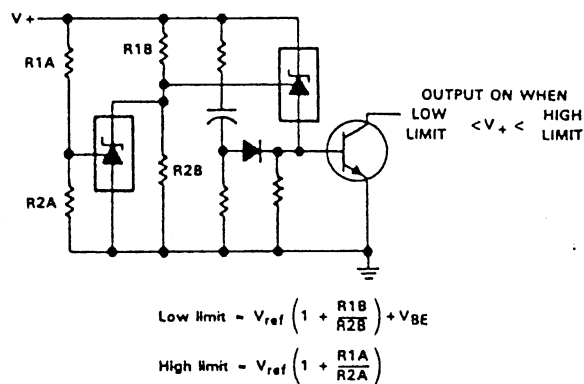 V +
R1A
R1B
R2A
R2B
OUTPUT ON WHEN
LOW LIMIT < V+ < HIGH LIMIT
Low limit = Vref (1 + R1B/R2B) + VBE
High limit = Vref (1 + R1A/R2A)